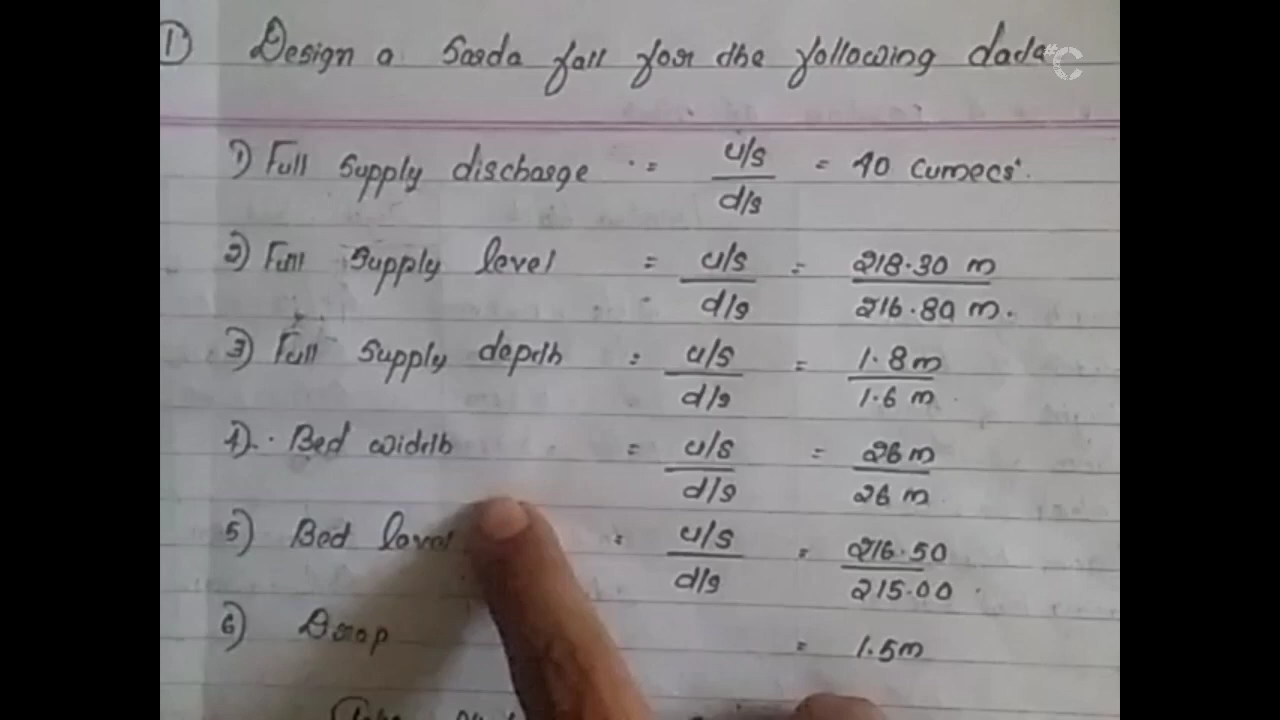 ① Design a Sarda fall for the following data
1) Full Supply discharge = u/s / d/s = 40 Cumecs.
2) Full Supply level = u/s / d/s = 218.30 m / 216.80 m.
3) Full Supply depth = u/s / d/s = 1.8 m / 1.6 m.
4) Bed width = u/s / d/s = 26 m / 26 m
5) Bed level = u/s / d/s = 216.50 / 215.00
6) Drop = 1.5m